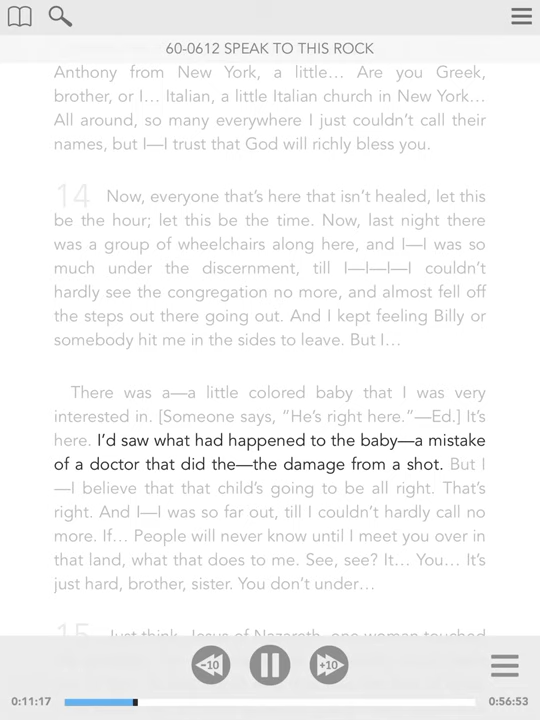 60-0612 SPEAK TO THIS ROCK
Anthony from New York, a little… Are you Greek,
brother, or I… Italian, a little Italian church in New York…
All around, so many everywhere I just couldn’t call their
names, but I—I trust that God will richly bless you.
14 Now, everyone that’s here that isn’t healed, let this
be the hour; let this be the time. Now, last night there
was a group of wheelchairs along here, and I—I was so
much under the discernment, till I—I—I—I couldn’t
hardly see the congregation no more, and almost fell off
the steps out there going out. And I kept feeling Billy or
somebody hit me in the sides to leave. But I…
There was a—a little colored baby that I was very
interested in. [Someone says, “He’s right here.”—Ed.] It’s
here. I’d saw what had happened to the baby—a mistake
of a doctor that did the—the damage from a shot. But I
—I believe that that child’s going to be all right. That’s
right. And I—I was so far out, till I couldn’t hardly call no
more. If… People will never know until I meet you over in
that land, what that does to me. See, see? It… You… It’s
just hard, brother, sister. You don’t under…
15 Just think, Jesus of Nazareth, one woman touched
-10 +10
0:11:17 0:56:53